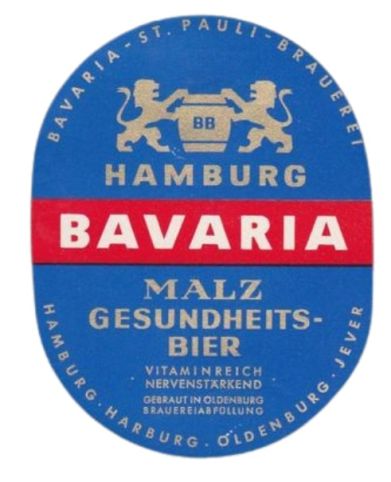 BAVARIA - ST. PAULI - BRAUEREI
BB
HAMBURG
BAVARIA
MALZ
GESUNDHEITS-
BIER
VITAMINREICH
NERVENSTÄRKEND
GEBRAUT IN OLDENBURG
BRAUEREIABFÜLLUNG
HAMBURG · HARBURG · OLDENBURG · JEVER